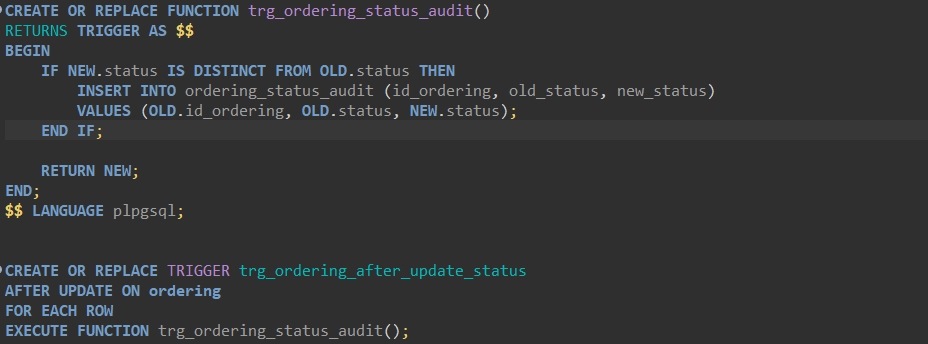 CREATE OR REPLACE FUNCTION trg_ordering_status_audit()
RETURNS TRIGGER AS $$
BEGIN
    IF NEW.status IS DISTINCT FROM OLD.status THEN
        INSERT INTO ordering_status_audit (id_ordering, old_status, new_status)
        VALUES (OLD.id_ordering, OLD.status, NEW.status);
    END IF;

    RETURN NEW;
END;
$$ LANGUAGE plpgsql;


CREATE OR REPLACE TRIGGER trg_ordering_after_update_status
AFTER UPDATE ON ordering
FOR EACH ROW
EXECUTE FUNCTION trg_ordering_status_audit();